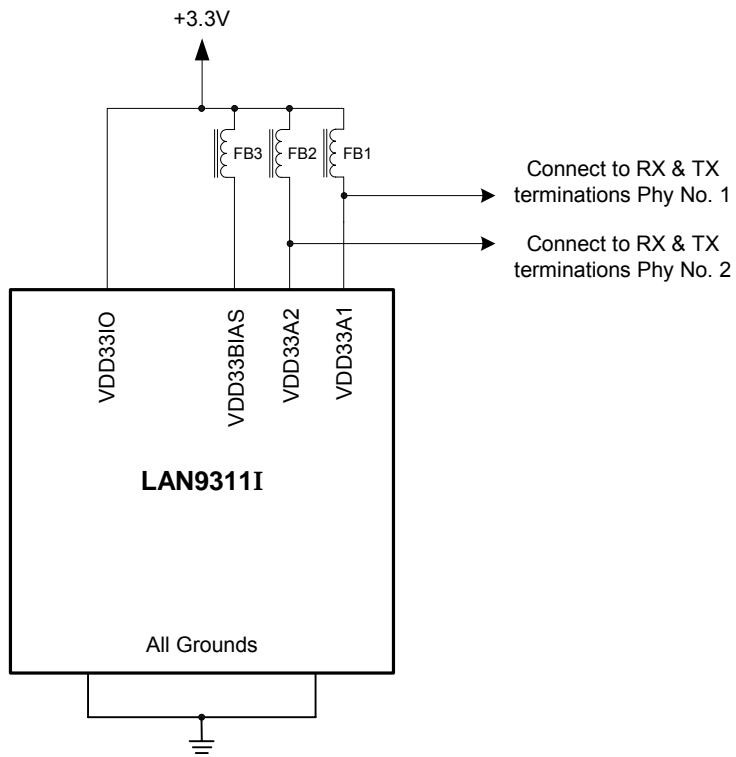 +3.3V
FB3
FB2
FB1
Connect to RX & TX
terminations Phy No. 1
Connect to RX & TX
terminations Phy No. 2
VDD33IO
VDD33BIAS
VDD33A2
VDD33A1
LAN9311I
All Grounds